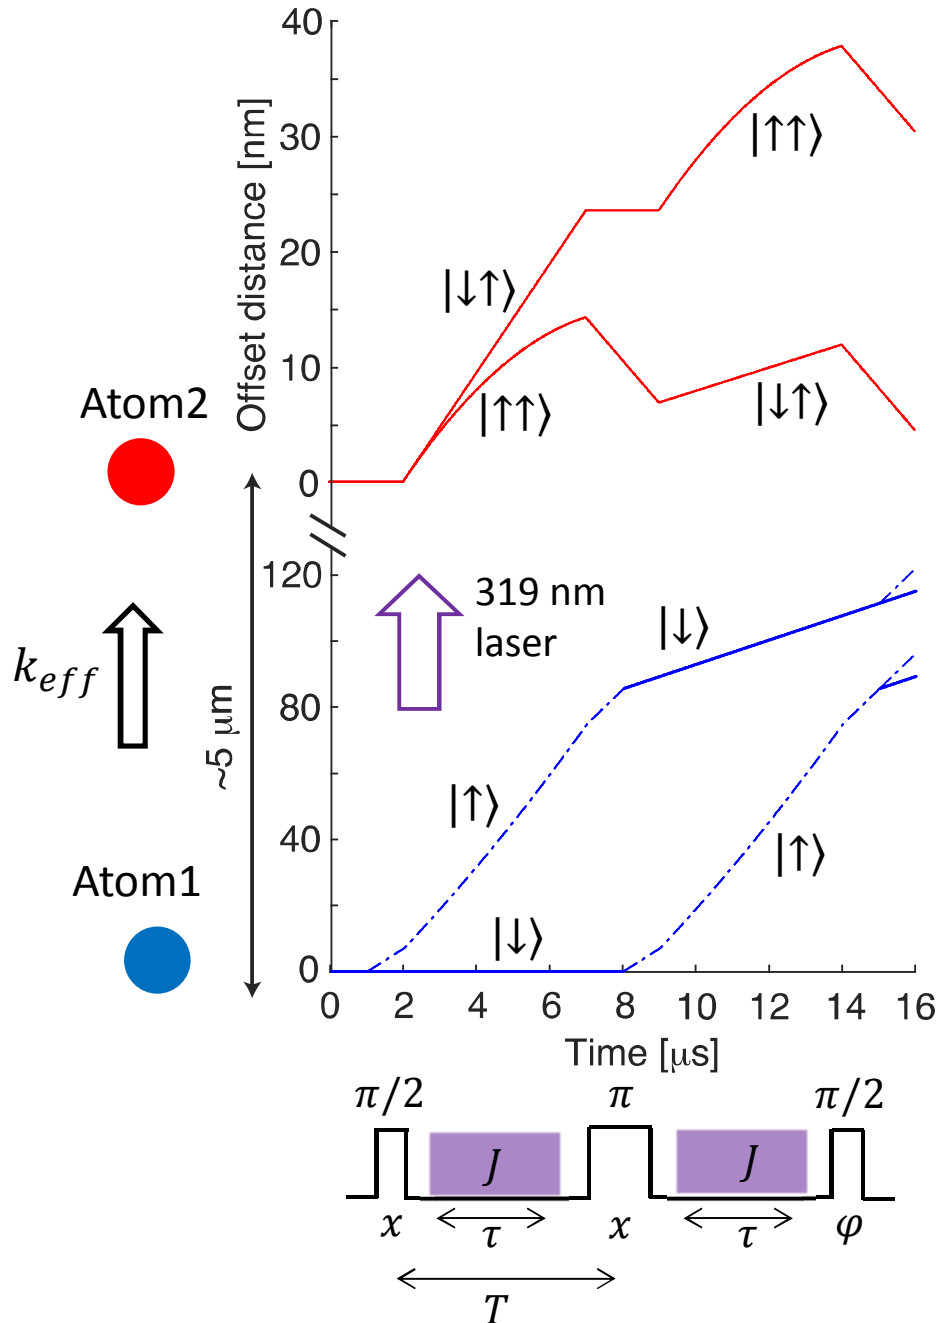 40
30
20
10
0
Offset distance [nm]
|↓↑⟩
|↑↑⟩
|↑↑⟩
|↓↑⟩
Atom2
k_eff
~5 μm
Atom1
319 nm
laser
120
80
40
0
|↓⟩
|↑⟩
|↓⟩
|↑⟩
0 2 4 6 8 10 12 14 16
Time [μs]
π/2 π π/2
J J
x τ x τ φ
T